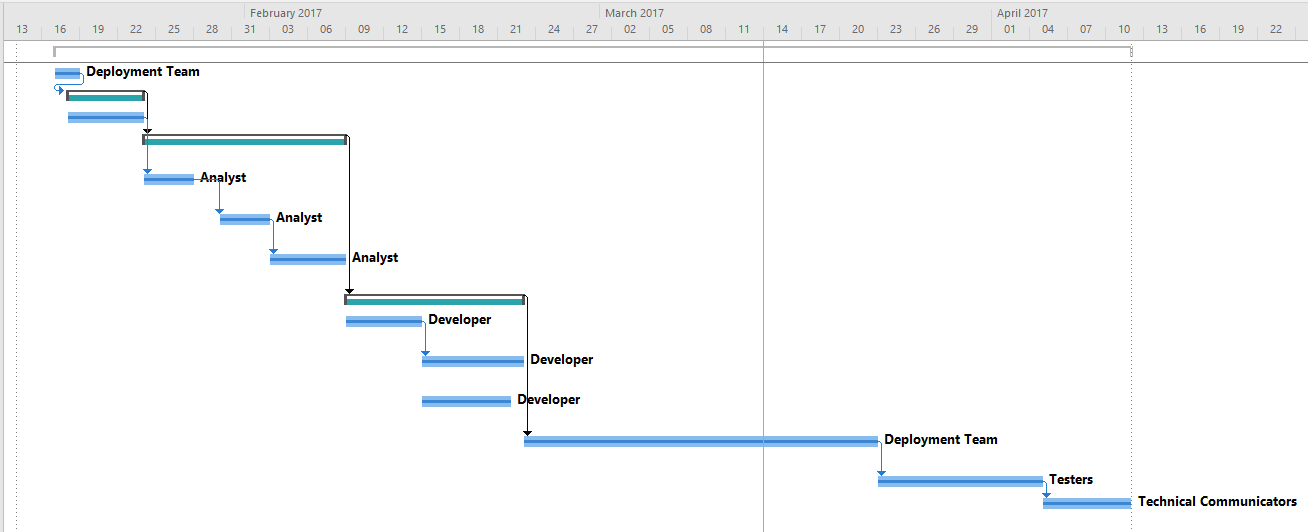 February 2017 March 2017 April 2017
13 16 19 22 25 28 31 03 06 09 12 15 18 21 24 27 02 05 08 11 14 17 20 23 26 29 01 04 07 10 13 16 19 22
Deployment Team
Analyst
Analyst
Analyst
Developer
Developer
Developer
Deployment Team
Testers
Technical Communicators